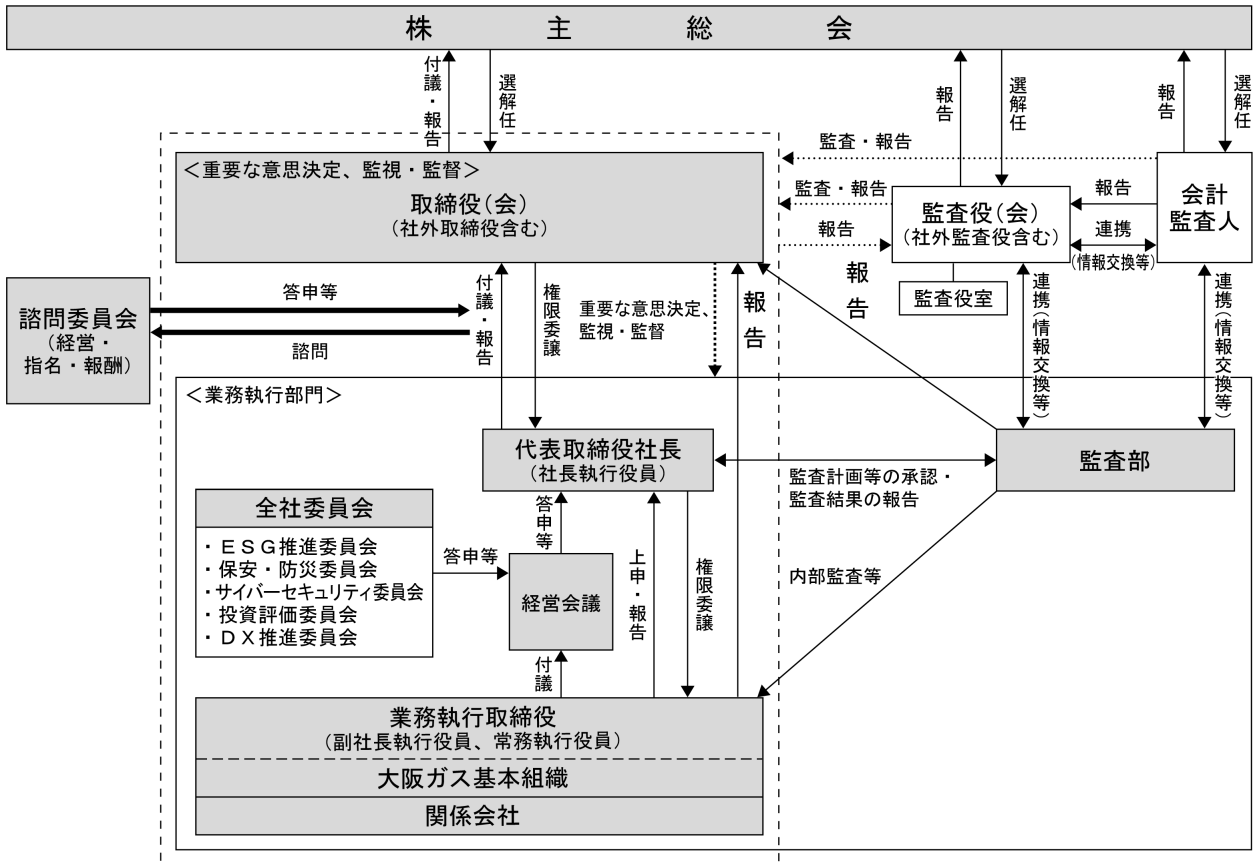 株主総会
付議・報告
選解任
報告
選解任
報告
選解任
＜重要な意思決定、監視・監督＞
取締役（会）
（社外取締役含む）
監査・報告
監査・報告
報告
監査役（会）
（社外監査役含む）
監査役室
報告
連携
（情報交換等）
会計
監査人
諮問委員会
（経営・
指名・報酬）
答申等
諮問
付議・報告
権限委譲
重要な意思決定、
監視・監督
報告
報告
連携（情報交換等）
連携（情報交換等）
＜業務執行部門＞
代表取締役社長
（社長執行役員）
監査部
監査計画等の承認・
監査結果の報告
全社委員会
・ＥＳＧ推進委員会
・保安・防災委員会
・サイバーセキュリティ委員会
・投資評価委員会
・ＤＸ推進委員会
答申等
答申等
経営会議
上申・報告
権限委譲
内部監査等
付議
業務執行取締役
（副社長執行役員、常務執行役員）
大阪ガス基本組織
関係会社